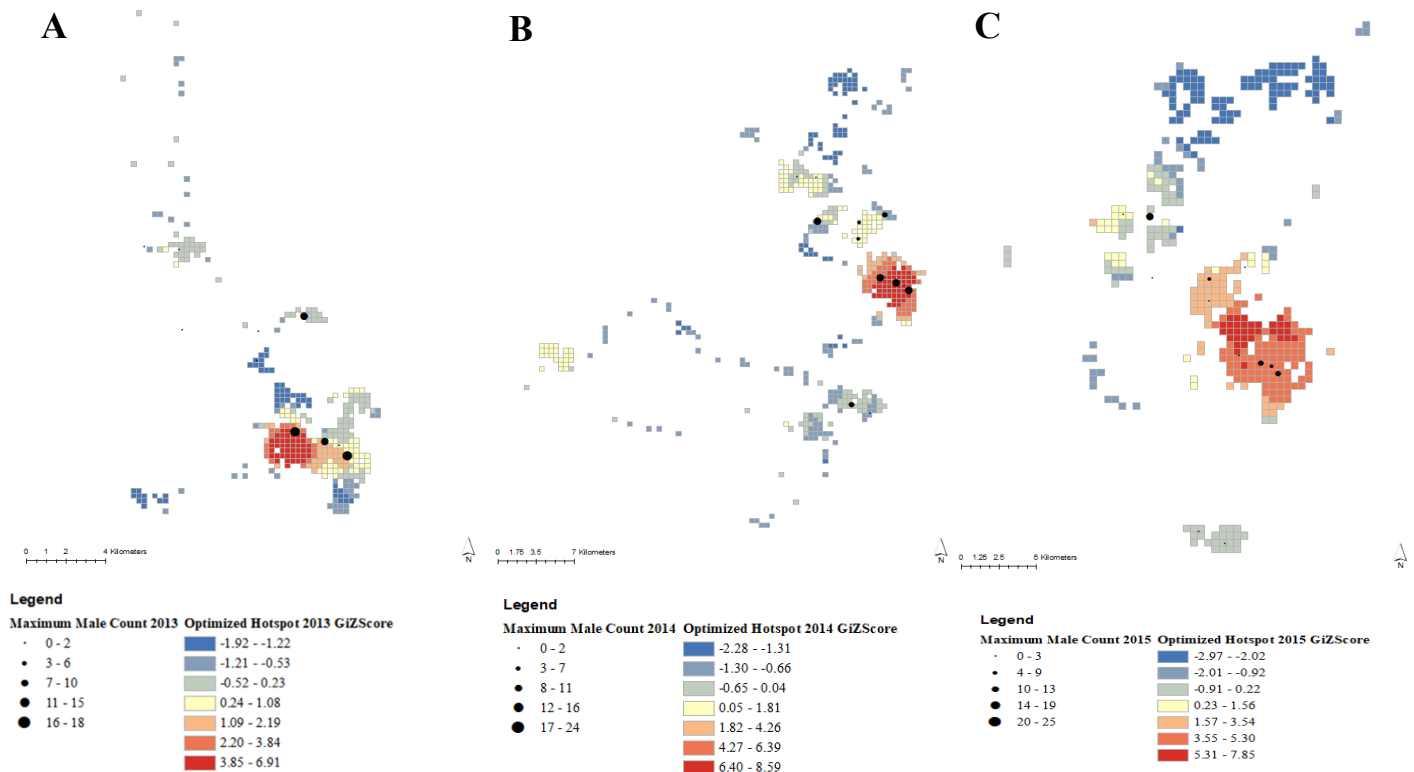 A
B
C
0 1 2 4 Kilometers
N
0 1.75 3.5 7 Kilometers
N
0 1.25 2.5 5 Kilometers
N
Legend
Maximum Male Count 2013 Optimized Hotspot 2013 GiZScore
0 - 2 -1.92 - -1.22
3 - 6 -1.21 - -0.53
7 - 10 -0.52 - 0.23
11 - 15 0.24 - 1.08
16 - 18 1.09 - 2.19
2.20 - 3.84
3.85 - 6.91
Legend
Maximum Male Count 2014 Optimized Hotspot 2014 GiZScore
0 - 2 -2.28 - -1.31
3 - 7 -1.30 - -0.66
8 - 11 -0.65 - 0.04
12 - 16 0.05 - 1.81
17 - 24 1.82 - 4.26
4.27 - 6.39
6.40 - 8.59
Legend
Maximum Male Count 2015 Optimized Hotspot 2015 GiZScore
0 - 3 -2.97 - -2.02
4 - 9 -2.01 - -0.92
10 - 13 -0.91 - 0.22
14 - 19 0.23 - 1.56
20 - 25 1.57 - 3.54
3.55 - 5.30
5.31 - 7.85